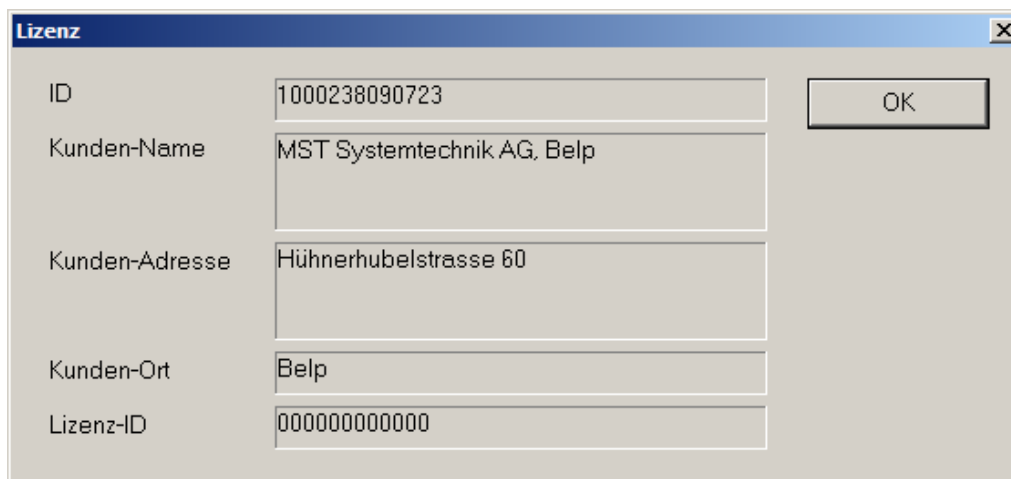 Lizenz
ID 1000238090723 OK
Kunden-Name MST Systemtechnik AG, Belp
Kunden-Adresse Hühnerhubelstrasse 60
Kunden-Ort Belp
Lizenz-ID 000000000000